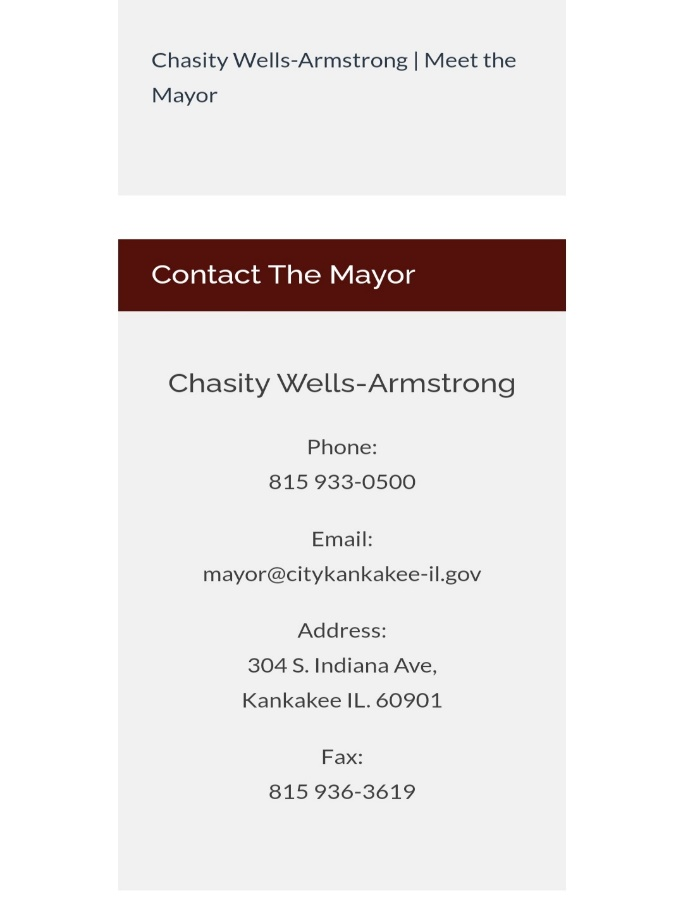 Chasity Wells-Armstrong | Meet the
Mayor
Contact The Mayor
Chasity Wells-Armstrong
Phone:
815 933-0500
Email:
mayor@citykankakee-il.gov
Address:
304 S. Indiana Ave,
Kankakee IL. 60901
Fax:
815 936-3619